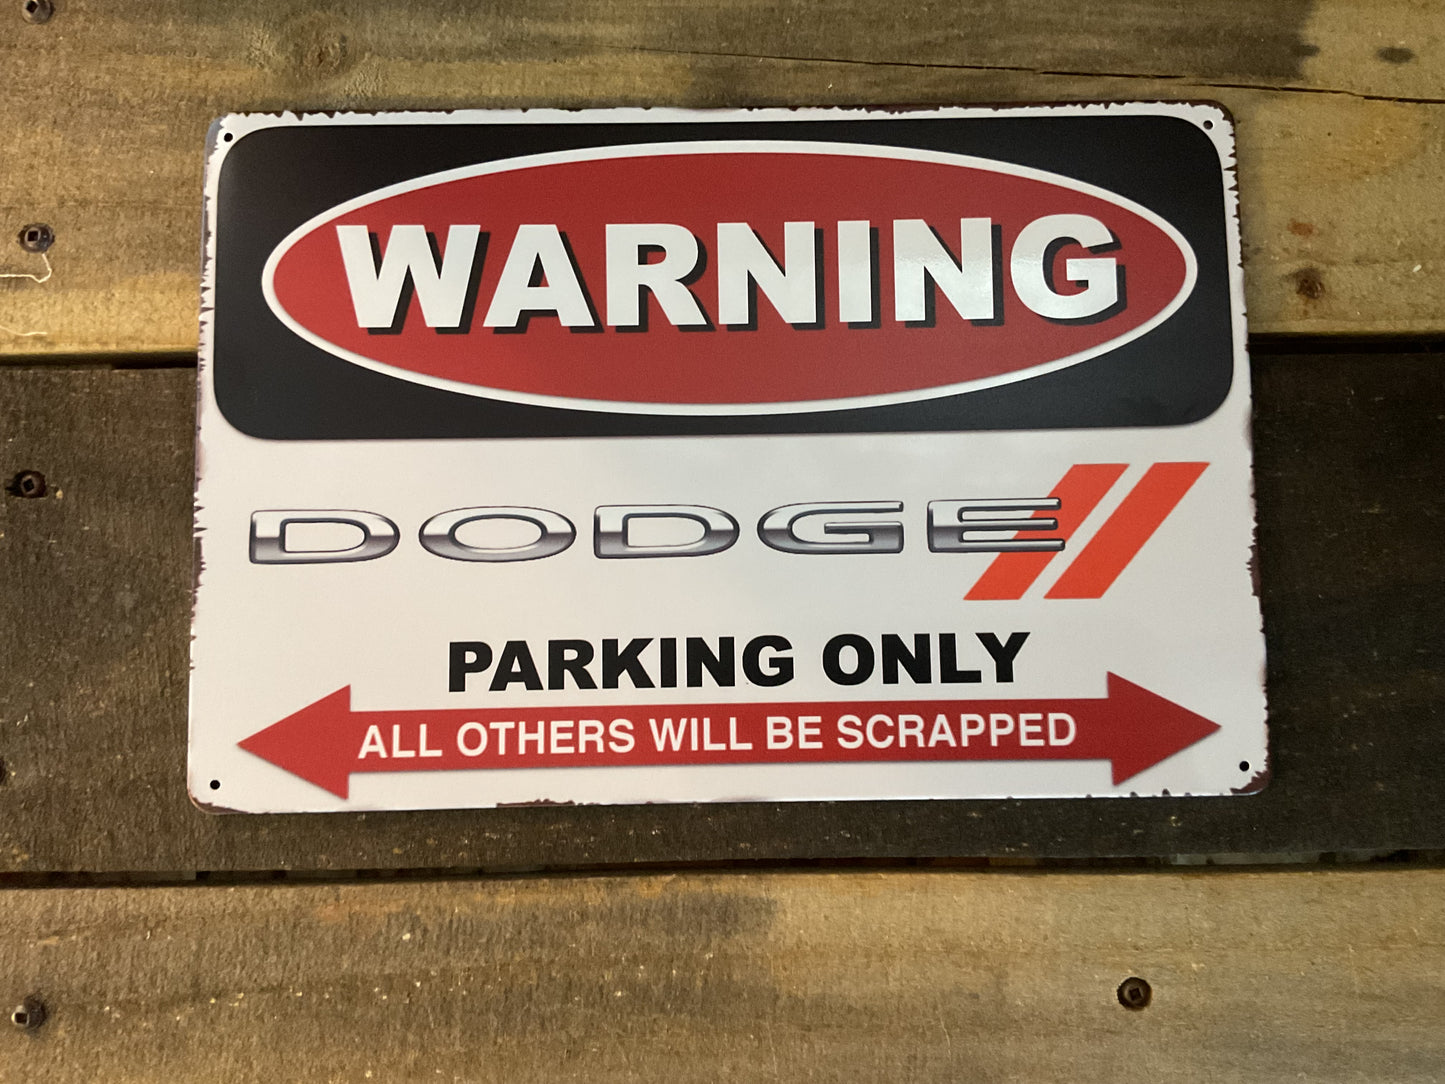 WARNING
DODGE
PARKING ONLY
ALL OTHERS WILL BE SCRAPPED